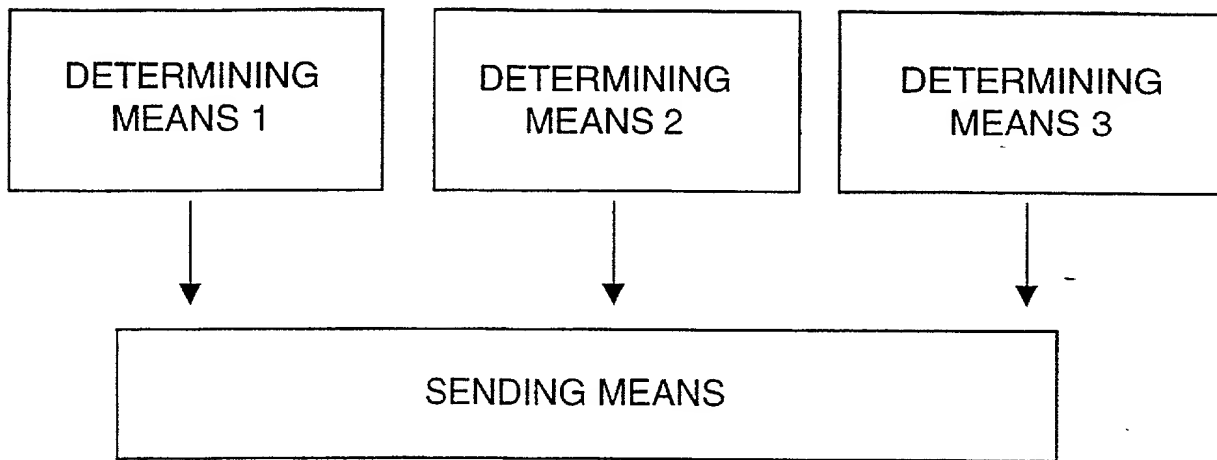 DETERMINING
MEANS 1
DETERMINING
MEANS 2
DETERMINING
MEANS 3
SENDING MEANS